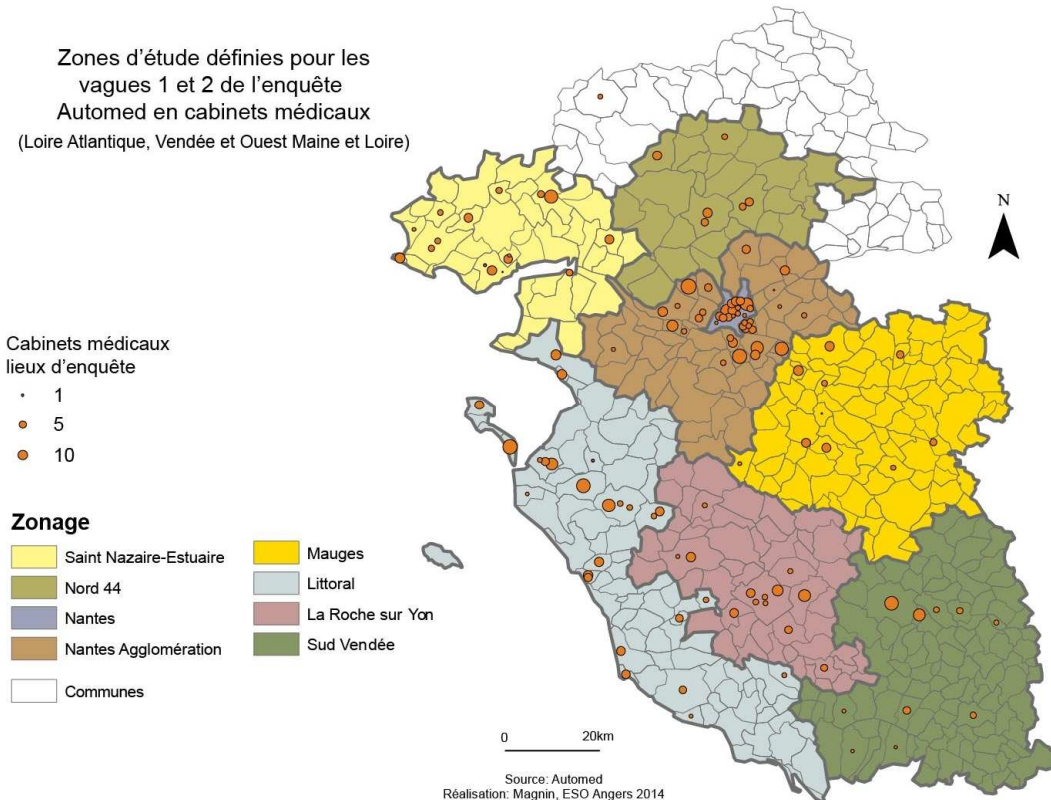 Zones d'étude définies pour les
vagues 1 et 2 de l'enquête
Automed en cabinets médicaux
(Loire Atlantique, Vendée et Ouest Maine et Loire)
N
Cabinets médicaux
lieux d'enquête
1
5
10
Zonage
Saint Nazaire-Estuaire
Nord 44
Nantes
Nantes Agglomération
Communes
Mauges
Littoral
La Roche sur Yon
Sud Vendée
0 20km
Source: Automed
Réalisation: Magnin, ESO Angers 2014